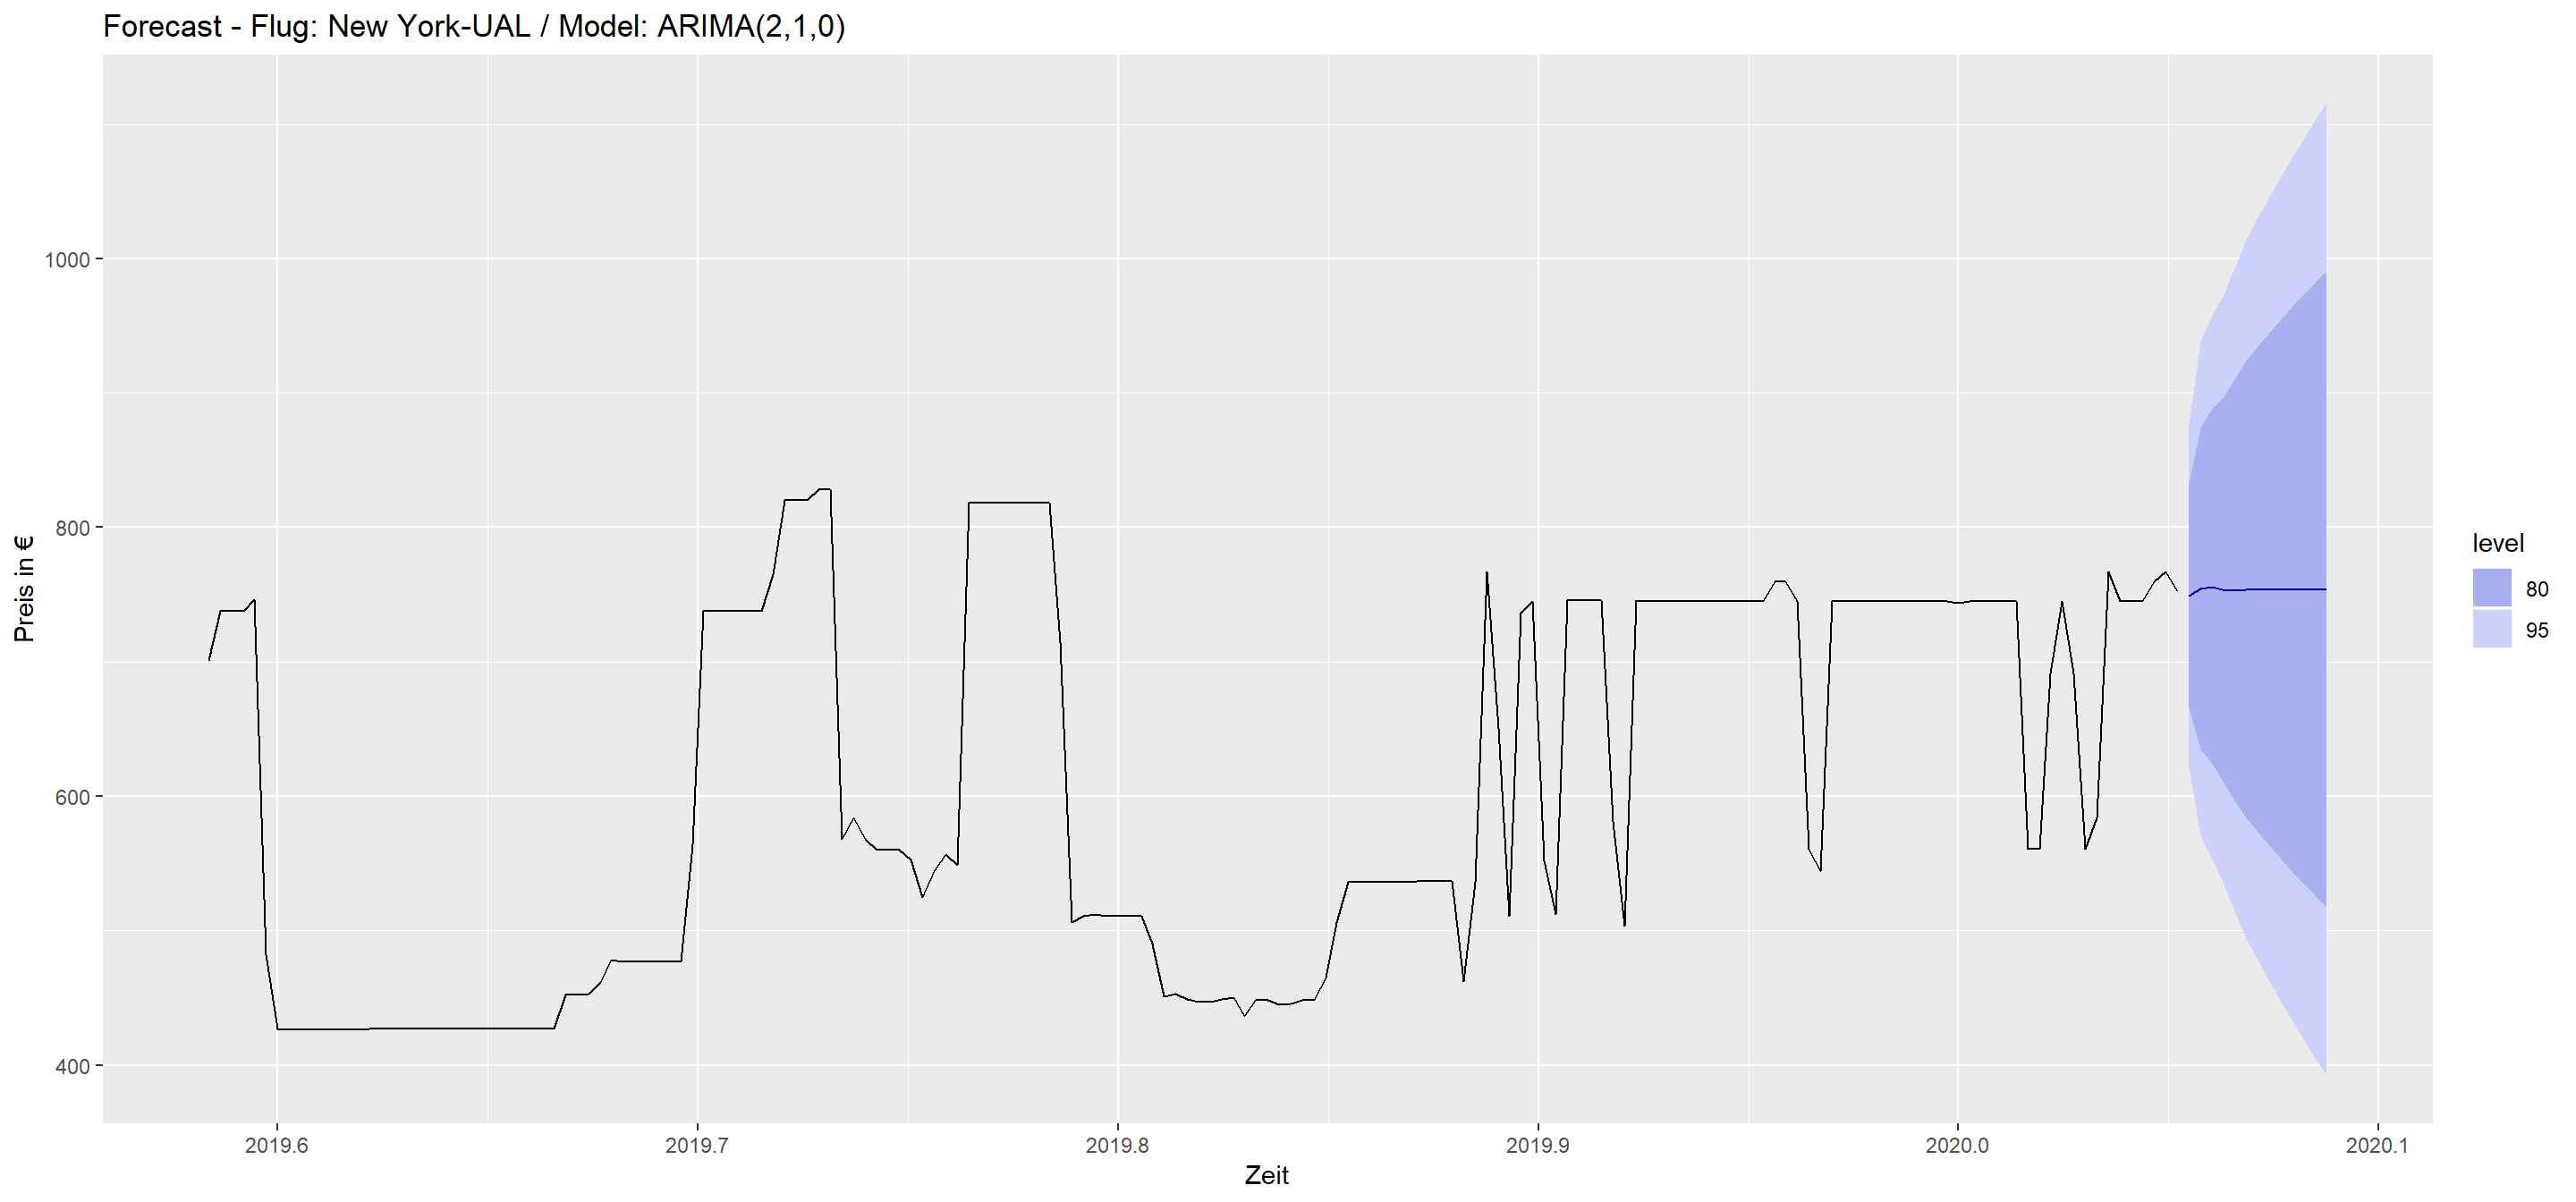 Forecast - Flug: New York-UAL / Model: ARIMA(2,1,0)
Preis in €
1000
800
600
400
2019.6 2019.7 2019.8 2019.9 2020.0 2020.1
Zeit
level
80
95